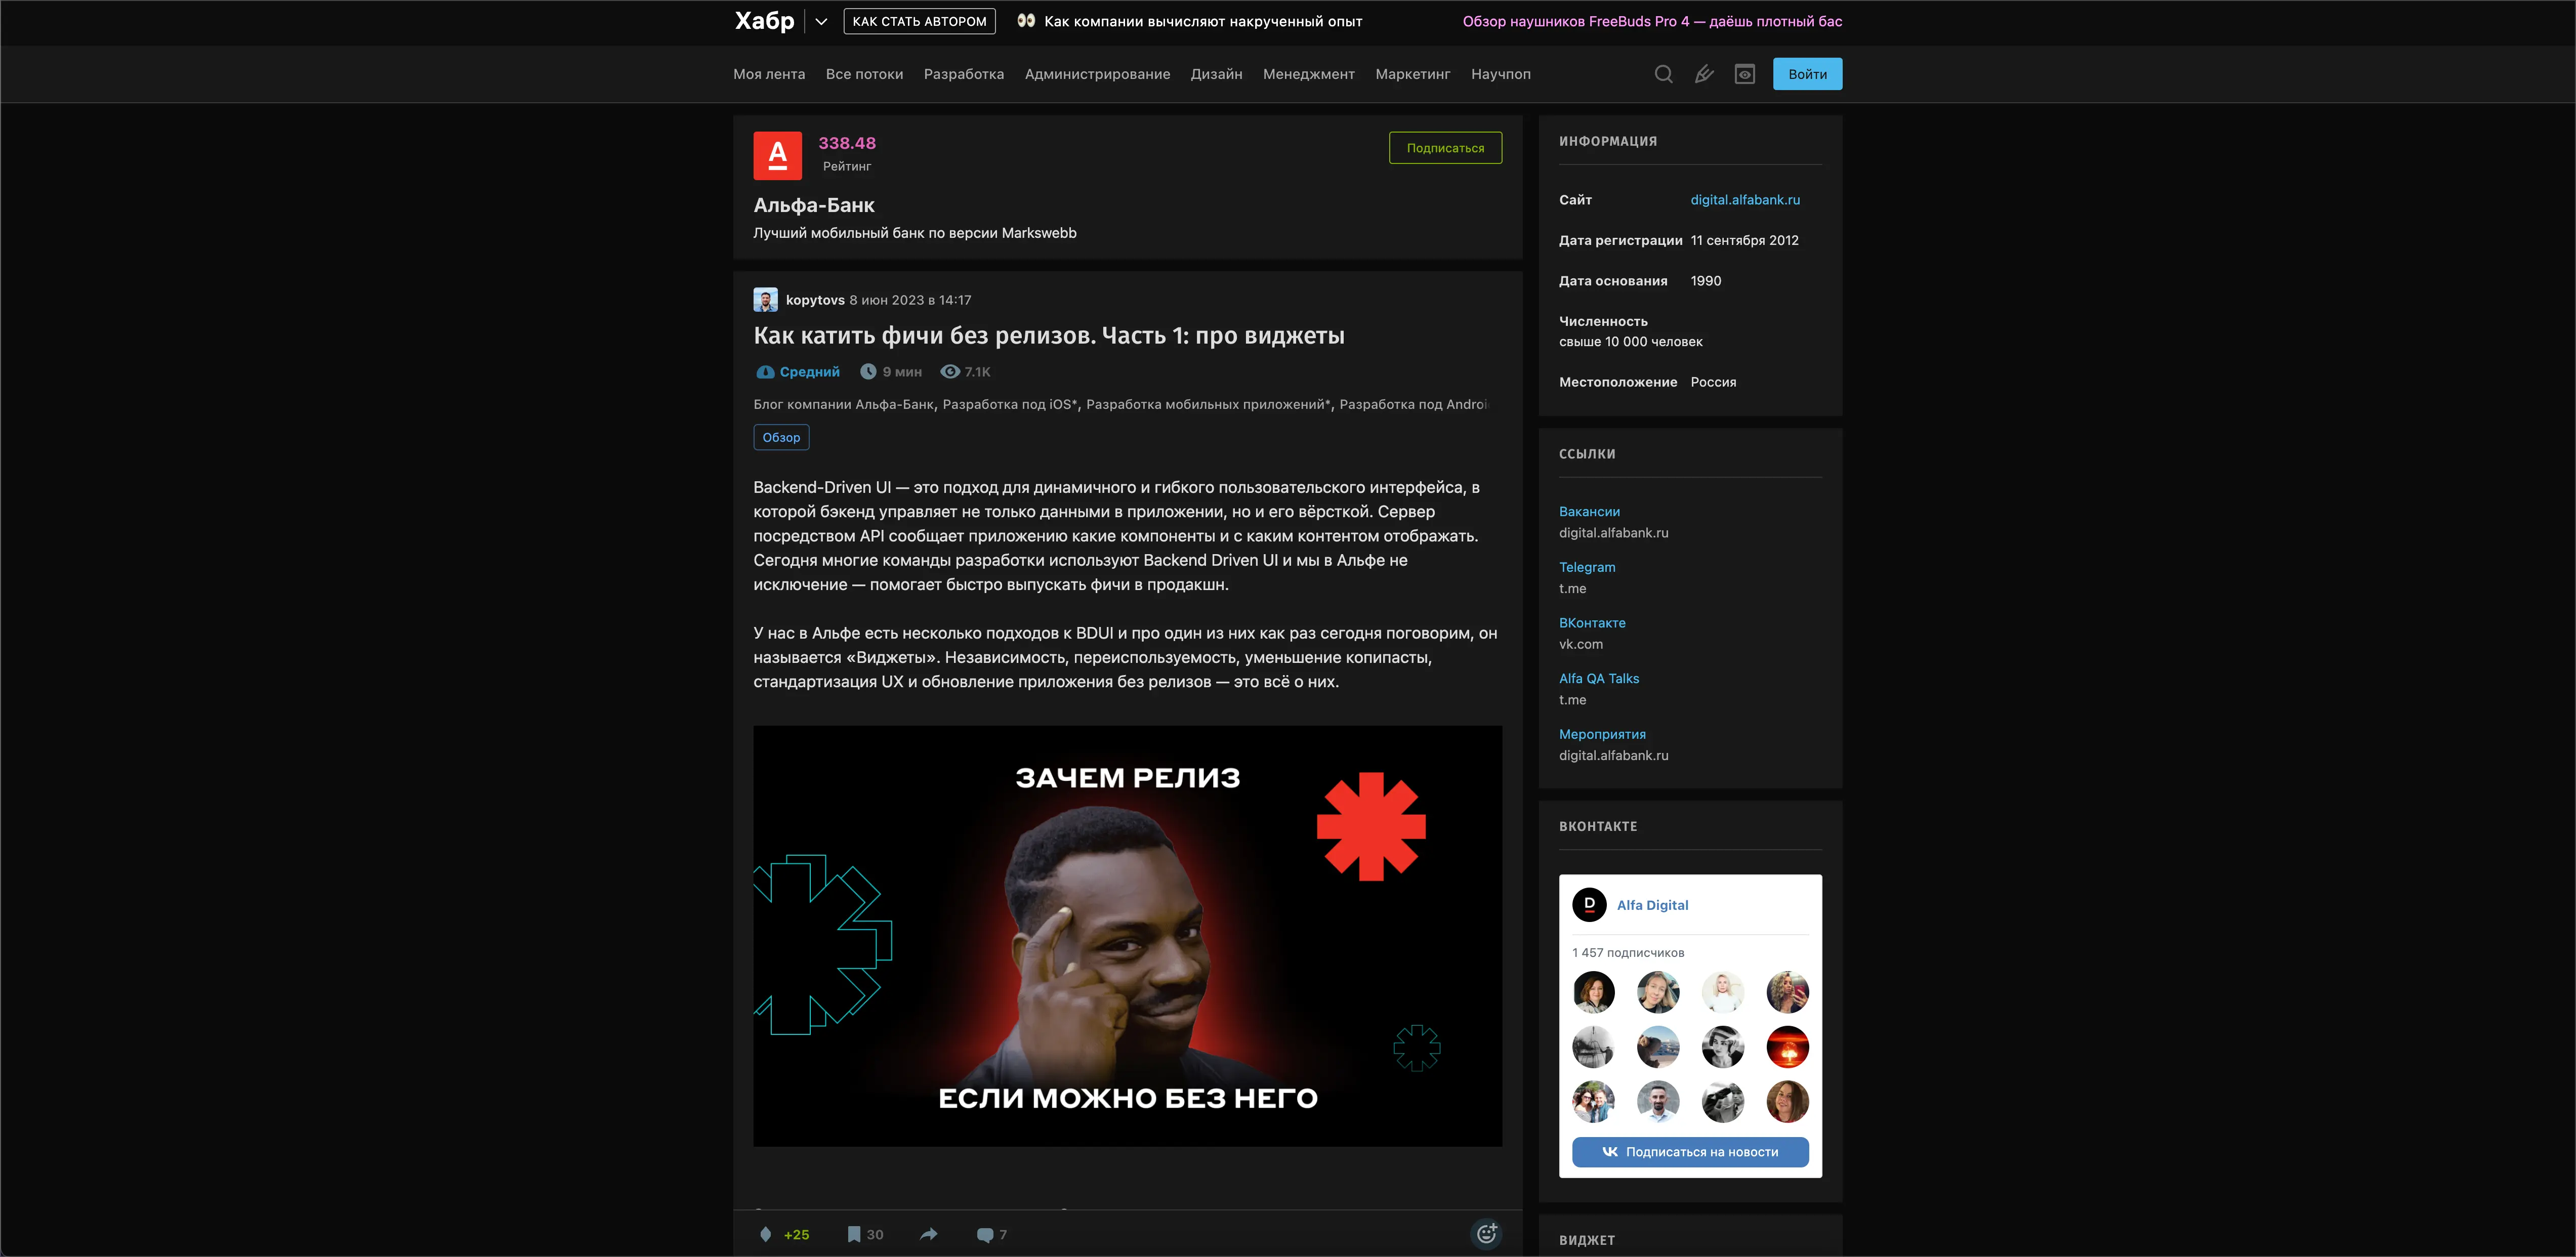 Хабр
КАК СТАТЬ АВТОРОМ
Как компании вычисляют накрученный опыт
Обзор наушников FreeBuds Pro 4 — даёшь плотный бас
Моя лента Все потоки Разработка Администрирование Дизайн Менеджмент Маркетинг Научпоп
Войти
А
338.48
Рейтинг
Подписаться
Альфа-Банк
Лучший мобильный банк по версии Markswebb
kopytovs 8 июн 2023 в 14:17
Как катить фичи без релизов. Часть 1: про виджеты
Средний 9 мин 7.1K
Блог компании Альфа-Банк, Разработка под iOS*, Разработка мобильных приложений*, Разработка под Androi
Обзор
Backend-Driven UI — это подход для динамичного и гибкого пользовательского интерфейса, в
которой бэкенд управляет не только данными в приложении, но и его вёрсткой. Сервер
посредством API сообщает приложению какие компоненты и с каким контентом отображать.
Сегодня многие команды разработки используют Backend Driven UI и мы в Альфе не
исключение — помогает быстро выпускать фичи в продакшн.
У нас в Альфе есть несколько подходов к BDUI и про один из них как раз сегодня поговорим, он
называется «Виджеты». Независимость, переиспользуемость, уменьшение копипасты,
стандартизация UX и обновление приложения без релизов — это всё о них.
ЗАЧЕМ РЕЛИЗ
ЕСЛИ МОЖНО БЕЗ НЕГО
+25 30 7
ИНФОРМАЦИЯ
Сайт digital.alfabank.ru
Дата регистрации 11 сентября 2012
Дата основания 1990
Численность
свыше 10 000 человек
Местоположение Россия
ССЫЛКИ
Вакансии
digital.alfabank.ru
Telegram
t.me
ВКонтакте
vk.com
Alfa QA Talks
t.me
Мероприятия
digital.alfabank.ru
ВКОНТАКТЕ
D
Alfa Digital
1 457 подписчиков
Подписаться на новости
ВИДЖЕТ